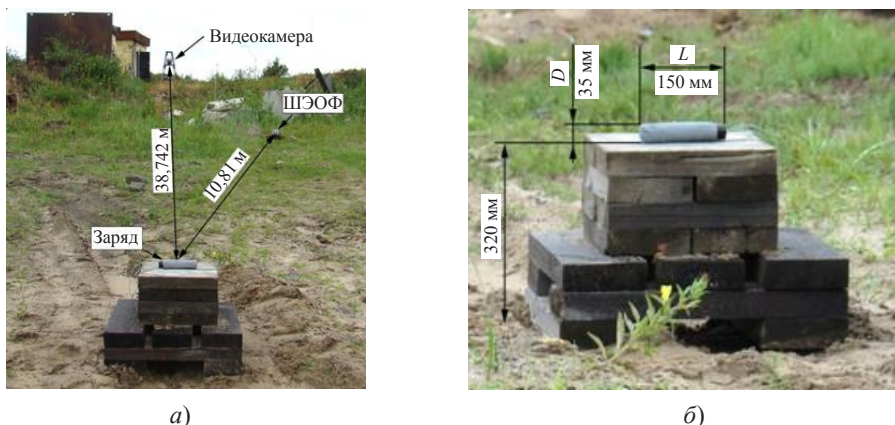 Видеокамера
ШЭОФ
38,742 м
10,81 м
Заряд
а)
D
35 мм
L
150 мм
320 мм
б)